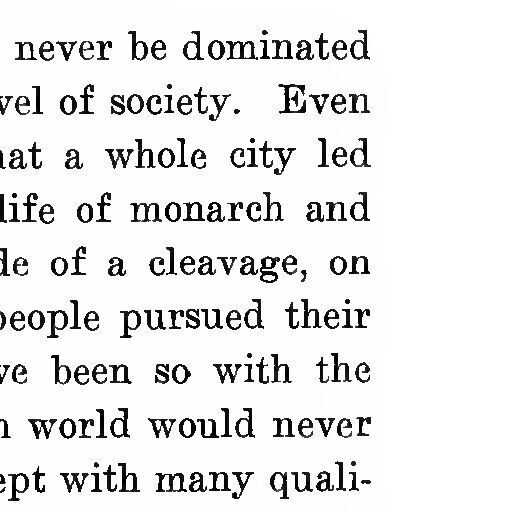 never be dominated
vel of society. Even
hat a whole city led
life of monarch and
de of a cleavage, on
people pursued their
ve been so with the
n world would never
ept with many quali-